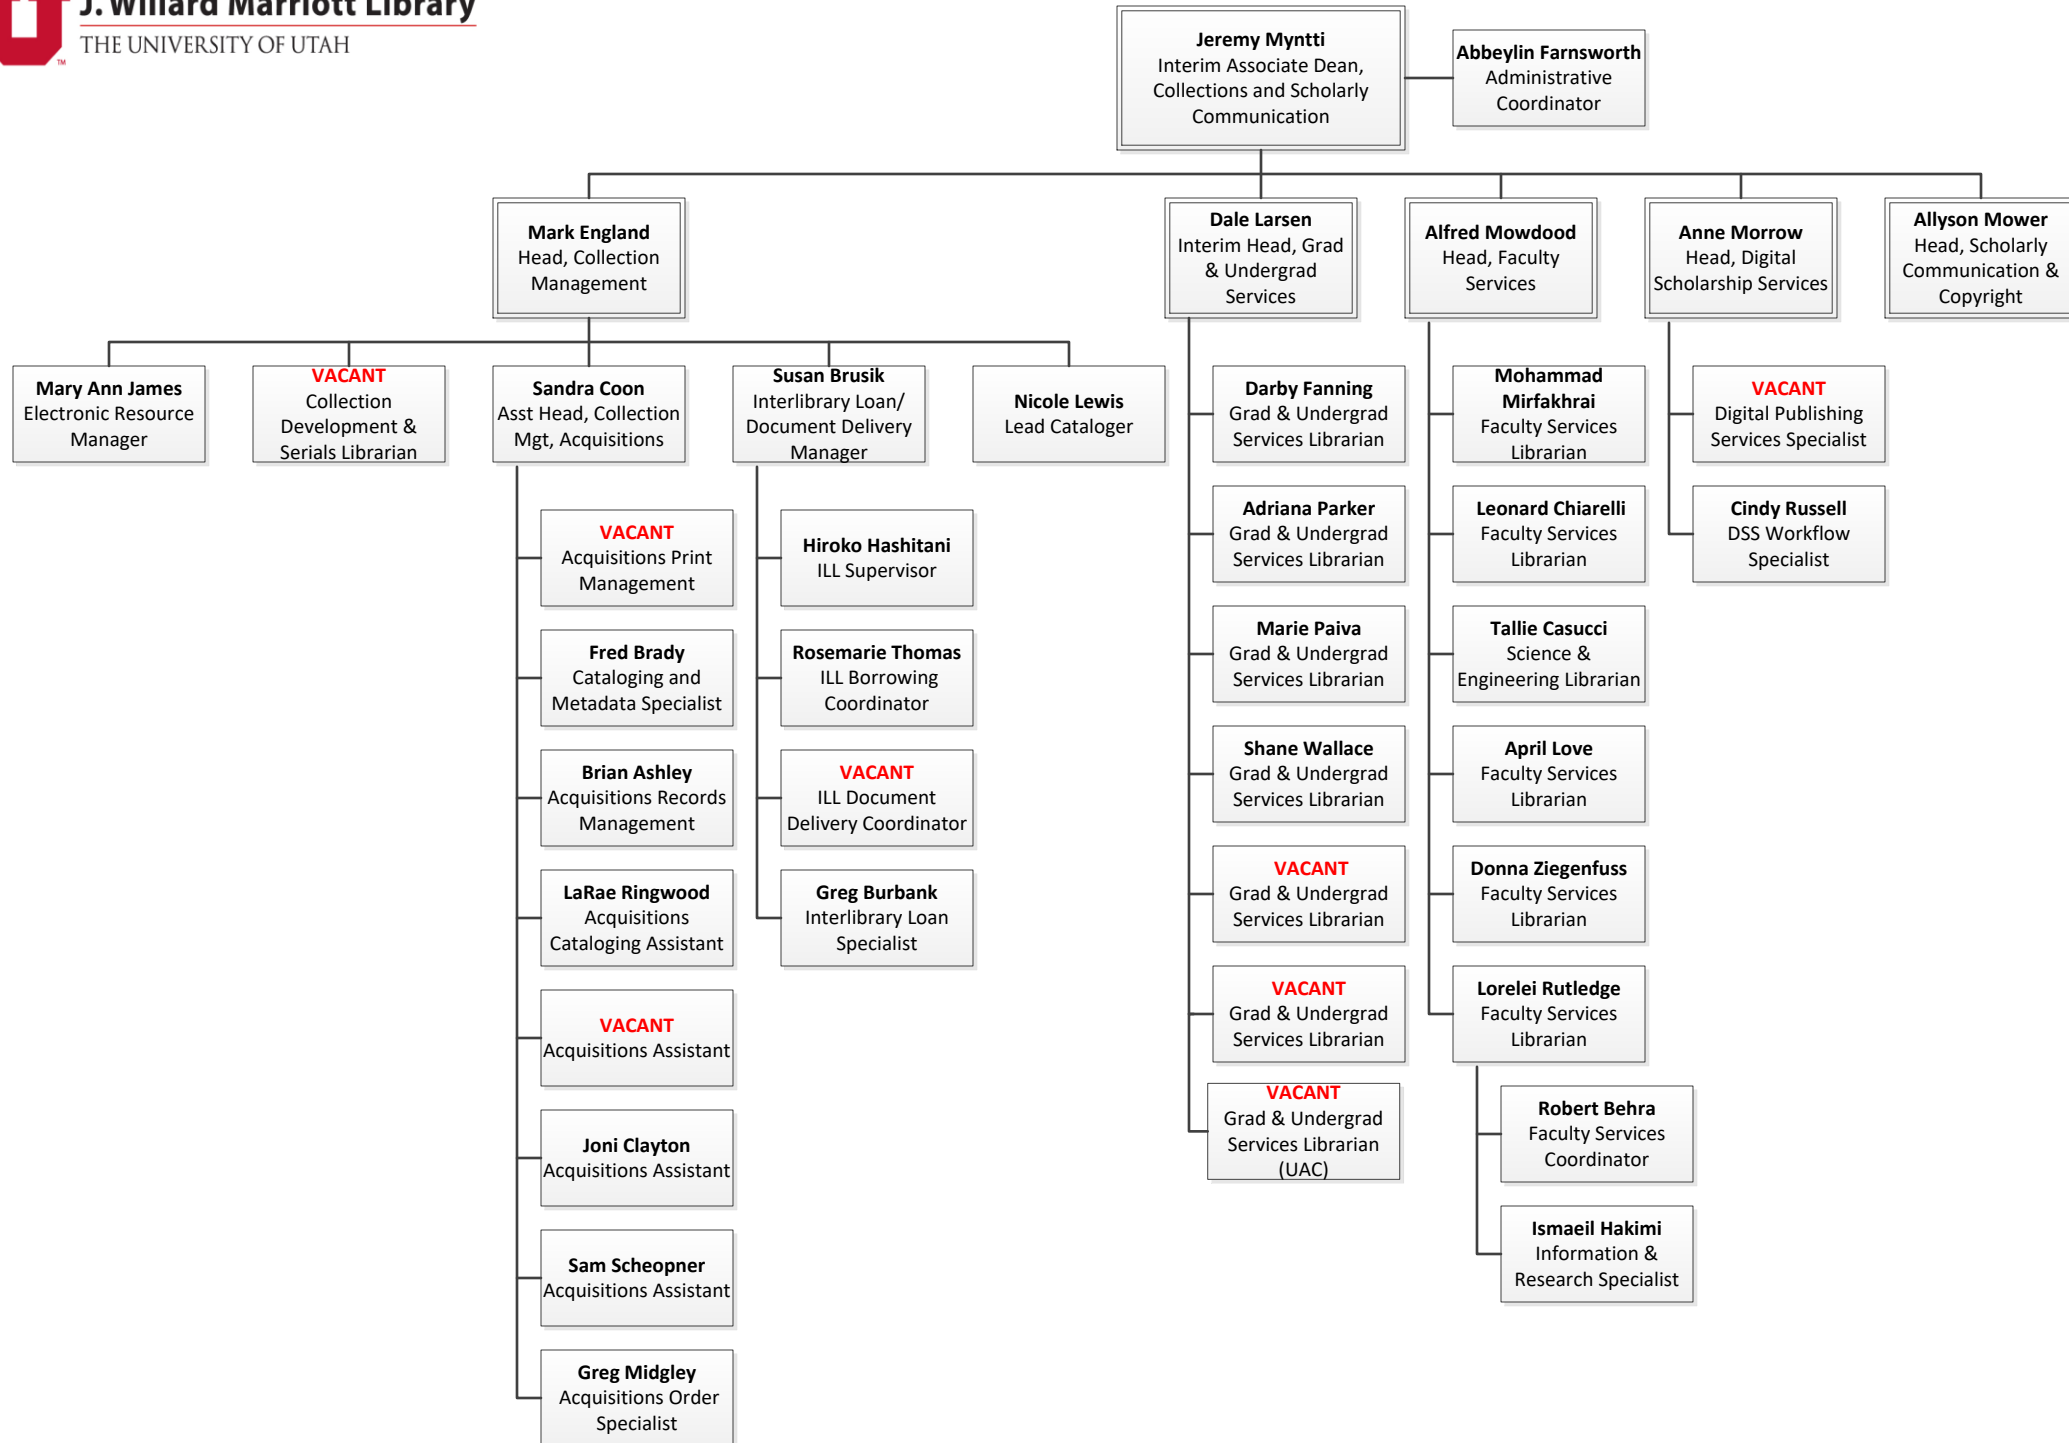 J. Willard Marriott Library
THE UNIVERSITY OF UTAH
TM
Jeremy Myntti
Interim Associate Dean,
Collections and Scholarly
Communication
Abbeylin Farnsworth
Administrative
Coordinator
Mark England
Head, Collection
Management
Dale Larsen
Interim Head, Grad
& Undergrad
Services
Alfred Mowdood
Head, Faculty
Services
Anne Morrow
Head, Digital
Scholarship Services
Allyson Mower
Head, Scholarly
Communication &
Copyright
Mary Ann James
Electronic Resource
Manager
VACANT
Collection
Development &
Serials Librarian
Sandra Coon
Asst Head, Collection
Mgt, Acquisitions
Susan Brusik
Interlibrary Loan/
Document Delivery
Manager
Nicole Lewis
Lead Cataloger
VACANT
Acquisitions Print
Management
Fred Brady
Cataloging and
Metadata Specialist
Brian Ashley
Acquisitions Records
Management
LaRae Ringwood
Acquisitions
Cataloging Assistant
VACANT
Acquisitions Assistant
Joni Clayton
Acquisitions Assistant
Sam Scheopner
Acquisitions Assistant
Greg Midgley
Acquisitions Order
Specialist
Hiroko Hashitani
ILL Supervisor
Rosemarie Thomas
ILL Borrowing
Coordinator
VACANT
ILL Document
Delivery Coordinator
Greg Burbank
Interlibrary Loan
Specialist
Darby Fanning
Grad & Undergrad
Services Librarian
Adriana Parker
Grad & Undergrad
Services Librarian
Marie Paiva
Grad & Undergrad
Services Librarian
Shane Wallace
Grad & Undergrad
Services Librarian
VACANT
Grad & Undergrad
Services Librarian
VACANT
Grad & Undergrad
Services Librarian
VACANT
Grad & Undergrad
Services Librarian
(UAC)
Mohammad
Mirfakhrai
Faculty Services
Librarian
Leonard Chiarelli
Faculty Services
Librarian
Tallie Casucci
Science &
Engineering Librarian
April Love
Faculty Services
Librarian
Donna Ziegenfuss
Faculty Services
Librarian
Lorelei Rutledge
Faculty Services
Librarian
Robert Behra
Faculty Services
Coordinator
Ismaeil Hakimi
Information &
Research Specialist
VACANT
Digital Publishing
Services Specialist
Cindy Russell
DSS Workflow
Specialist